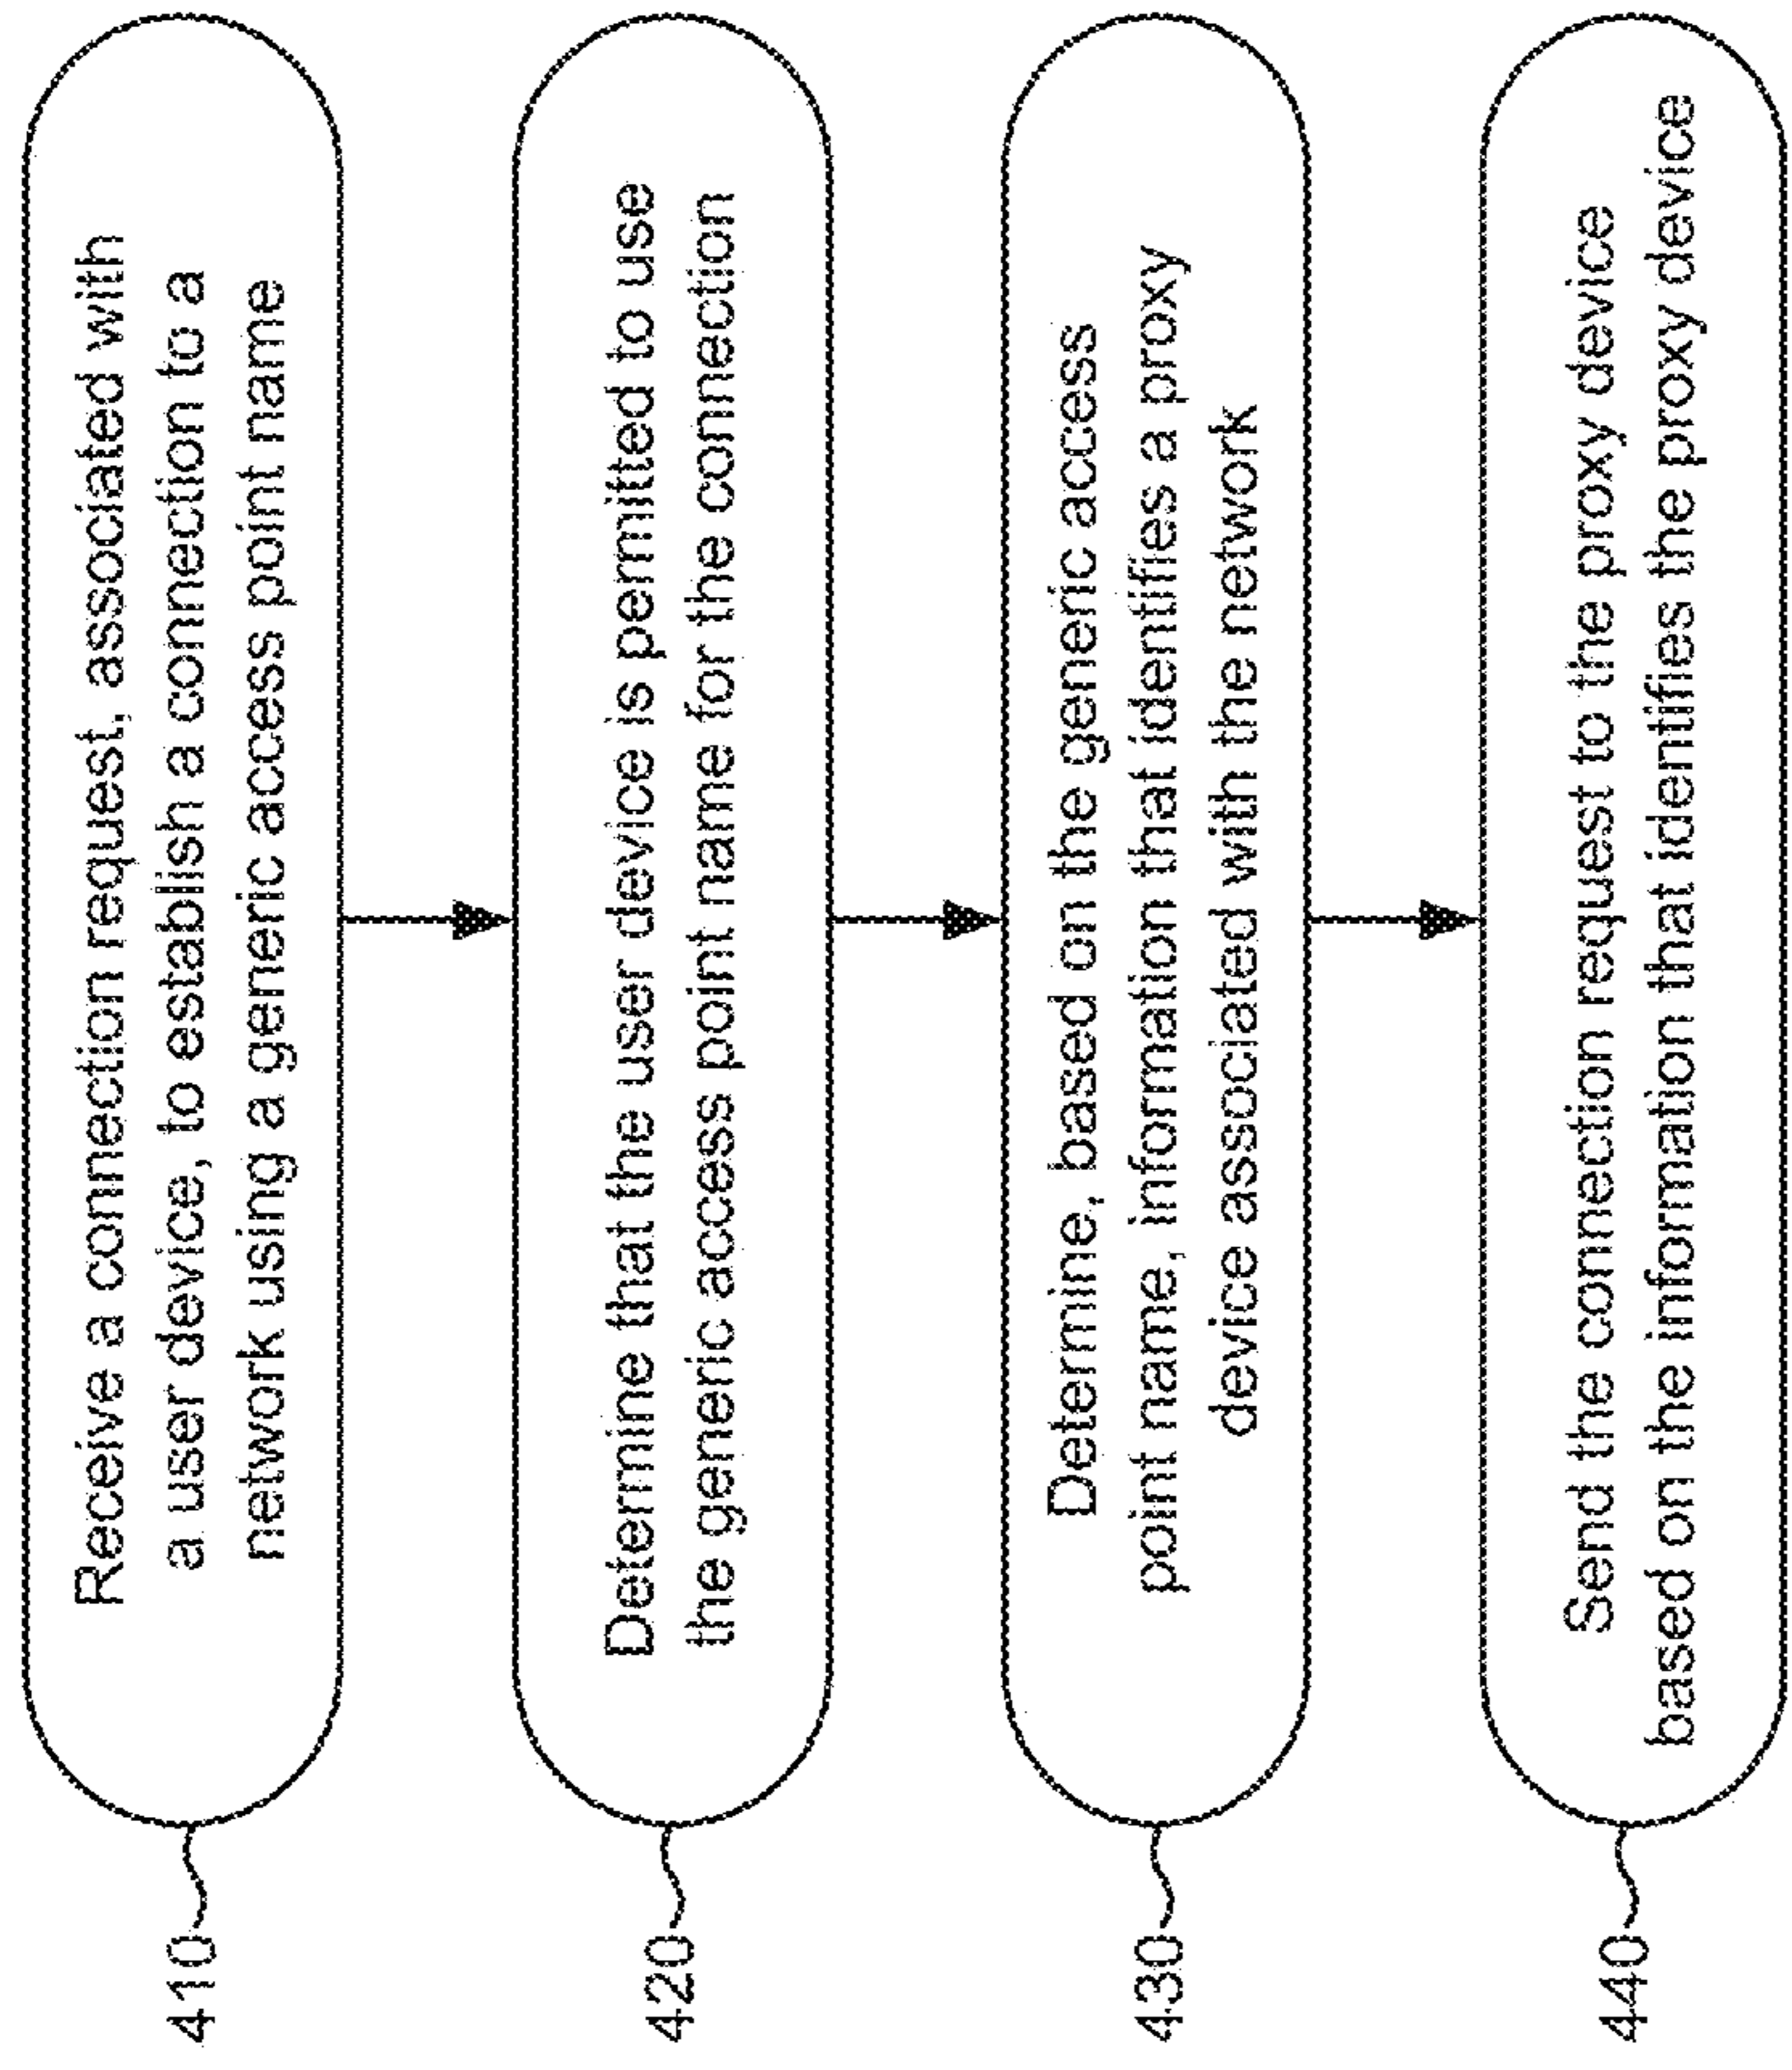 410
Receive a connection request, associated with
a user device, to establish a connection to a
network using a generic access point name
420
Determine that the user device is permitted to use
the generic access point name for the connection
430
Determine, based on the generic access
point name, information that identifies a proxy
device associated with the network
440
Send the connection request to the proxy device
based on the information that identifies the proxy device